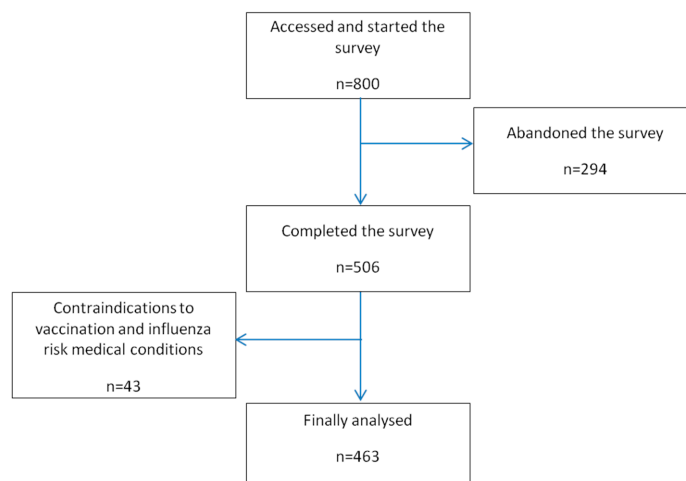 Accessed and started the
survey
n=800
Abandoned the survey
n=294
Completed the survey
n=506
Contraindications to
vaccination and influenza
risk medical conditions
n=43
Finally analysed
n=463